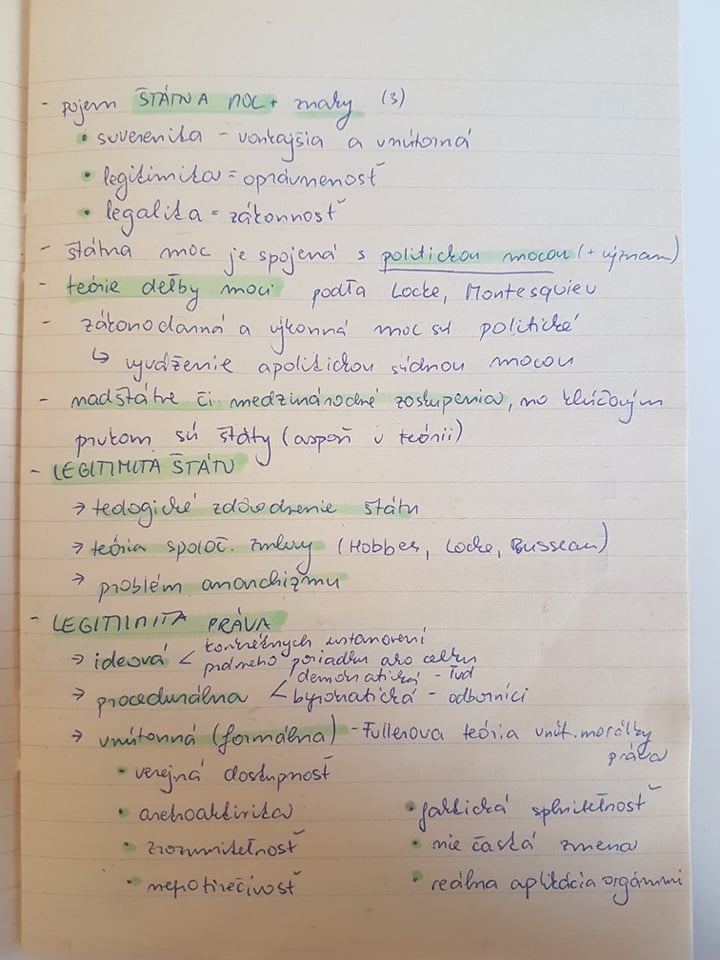 - pojem ŠTÁTNA MOC + znaky (3)
• suverenita - vonkajšia a vnútorná
• legitimita = oprávnenosť
• legalita = zákonnosť
- štátna moc je spojená s politickou mocou (+ význam)
- teórie deľby moci podľa Locke, Montesquieu
- zákonodarná a výkonná moc sú politické
↳ vyváženie apolitickou súdnou mocou
- nadštátne či medzinárodné zoskupenia, no kľúčovým
prvkom sú štáty (aspoň v teórii)
- LEGITIMITA ŠTÁTU
→ teologické zdôvodnenie štátu
→ teória spoloč. zmluvy (Hobbes, Locke, Russeau)
→ problém anarchizmu
- LEGITIMITA PRÁVA
→ ideová < konkrétnych ustanovení
právneho poriadku ako celku
→ procedurálna < demokratická - ľud
byrokratická - odborníci
→ vnútorná (formálna) - Fullerova teória vnút. morálky
práva
• verejná dostupnosť
• aretroaktivita
• zrozumiteľnosť
• neprotirečivosť
• faktická splniteľnosť
• nie častá zmena
• reálna aplikácia orgánmi